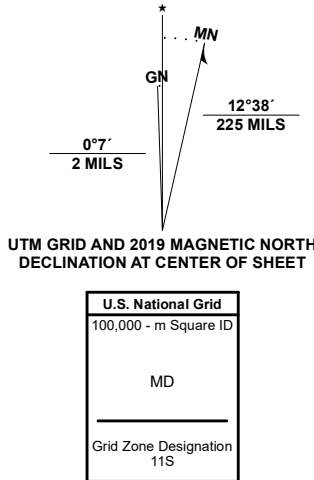 ★
MN
GN
0°7´
2 MILS
12°38´
225 MILS
UTM GRID AND 2019 MAGNETIC NORTH
DECLINATION AT CENTER OF SHEET
U.S. National Grid
100,000 - m Square ID
MD
Grid Zone Designation
11S